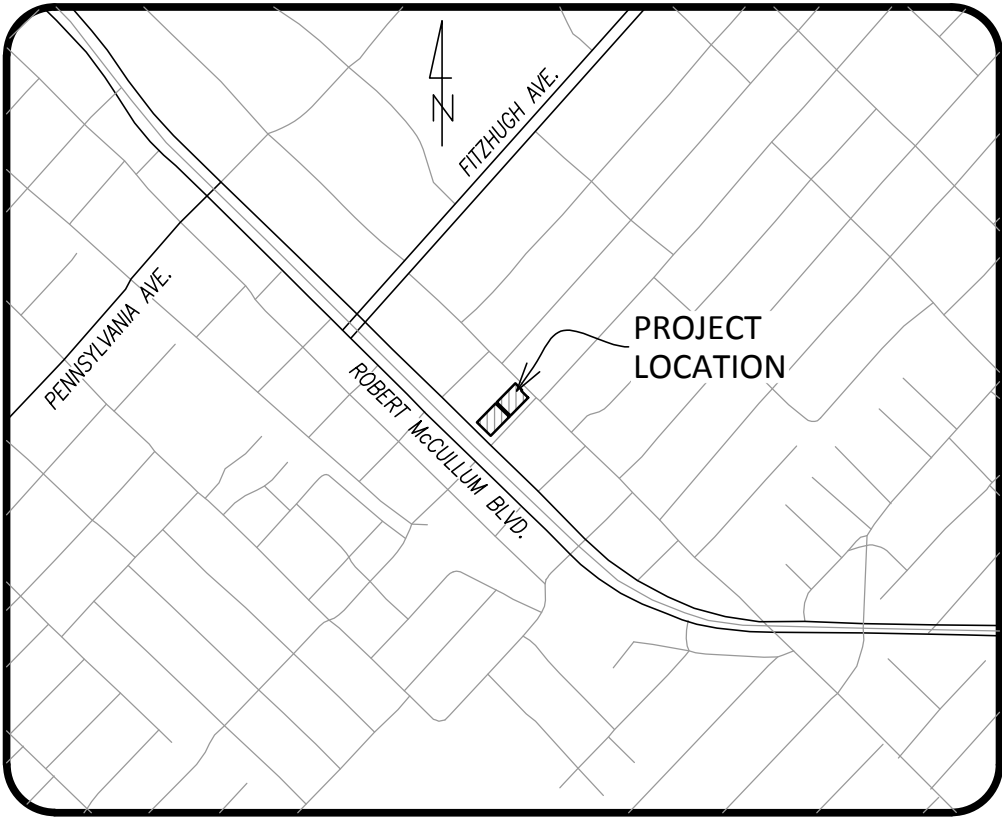 N
FITZHUGH AVE.
PENNSYLVANIA AVE.
PROJECT
LOCATION
ROBERT McCULLUM BLVD.